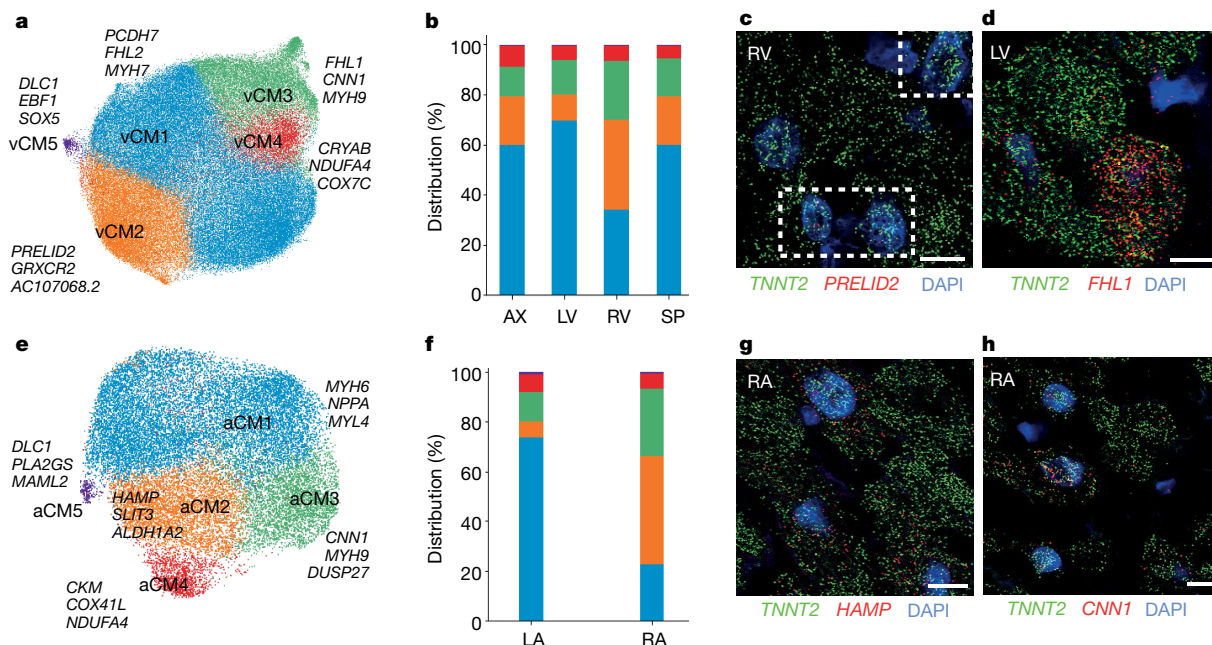 a
PCDH7
FHL2
MYH7
FHL1
CNN1
MYH9
DLC1
EBF1
SOX5
vCM3
vCM1
vCM4
vCM5
CRYAB
NDUFA4
COX7C
vCM2
PRELID2
GRXCR2
AC107068.2
b
Distribution (%)
100
80
60
40
20
0
AX LV RV SP
c
RV
TNNT2 PRELID2 DAPI
d
LV
TNNT2 FHL1 DAPI
e
MYH6
NPPA
MYL4
aCM1
DLC1
PLA2GS
MAML2
aCM5
HAMP
SLIT3
ALDH1A2
aCM2
aCM3
CNN1
MYH9
DUSP27
aCM4
CKM
COX41L
NDUFA4
f
Distribution (%)
100
80
60
40
20
0
LA RA
g
RA
TNNT2 HAMP DAPI
h
RA
TNNT2 CNN1 DAPI